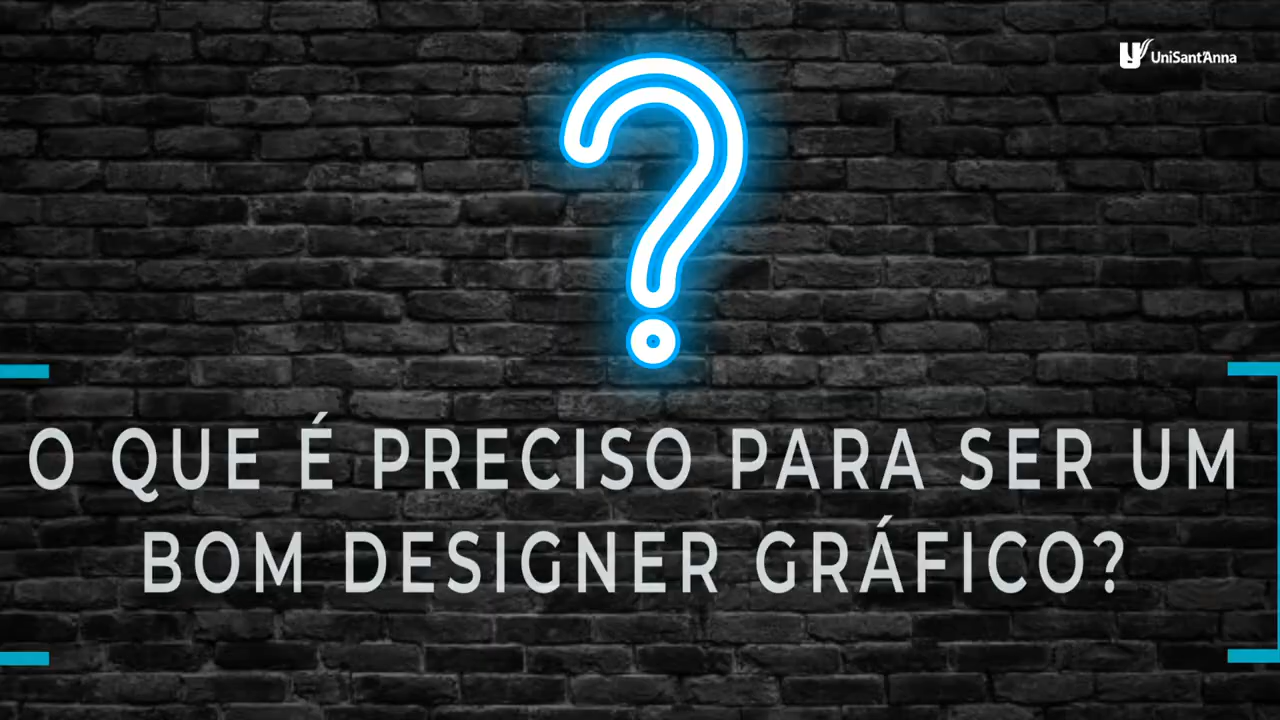 UniSant'Anna
O QUE É PRECISO PARA SER UM
BOM DESIGNER GRÁFICO?